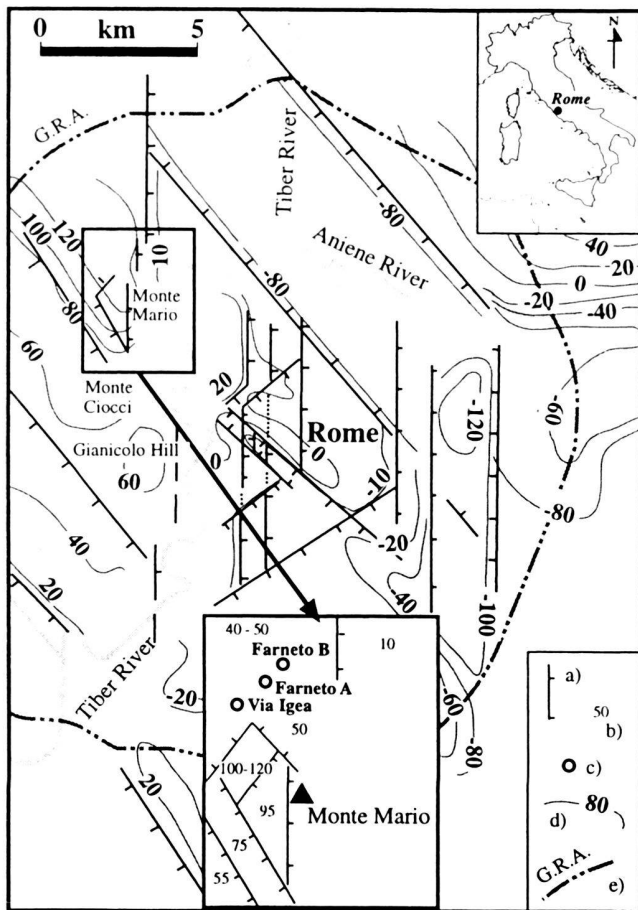 0 km 5
N
Rome
G.R.A.
Tiber River
Aniene River
-80
-80
40
20
0
-20
-40
120
100
80
10
Monte
Mario
60
20
Monte
Ciocci
Gianicolo Hill
Rome
0
0
60
-10
-20
-120
-60
-80
40
-40
-100
20
Tiber River
-20
-60
-80
20
40 - 50
10
Farneto B
Farneto A
Via Igea
50
100-120
95
Monte Mario
75
55
a)
50
b)
c)
d) 80
G.R.A.
e)